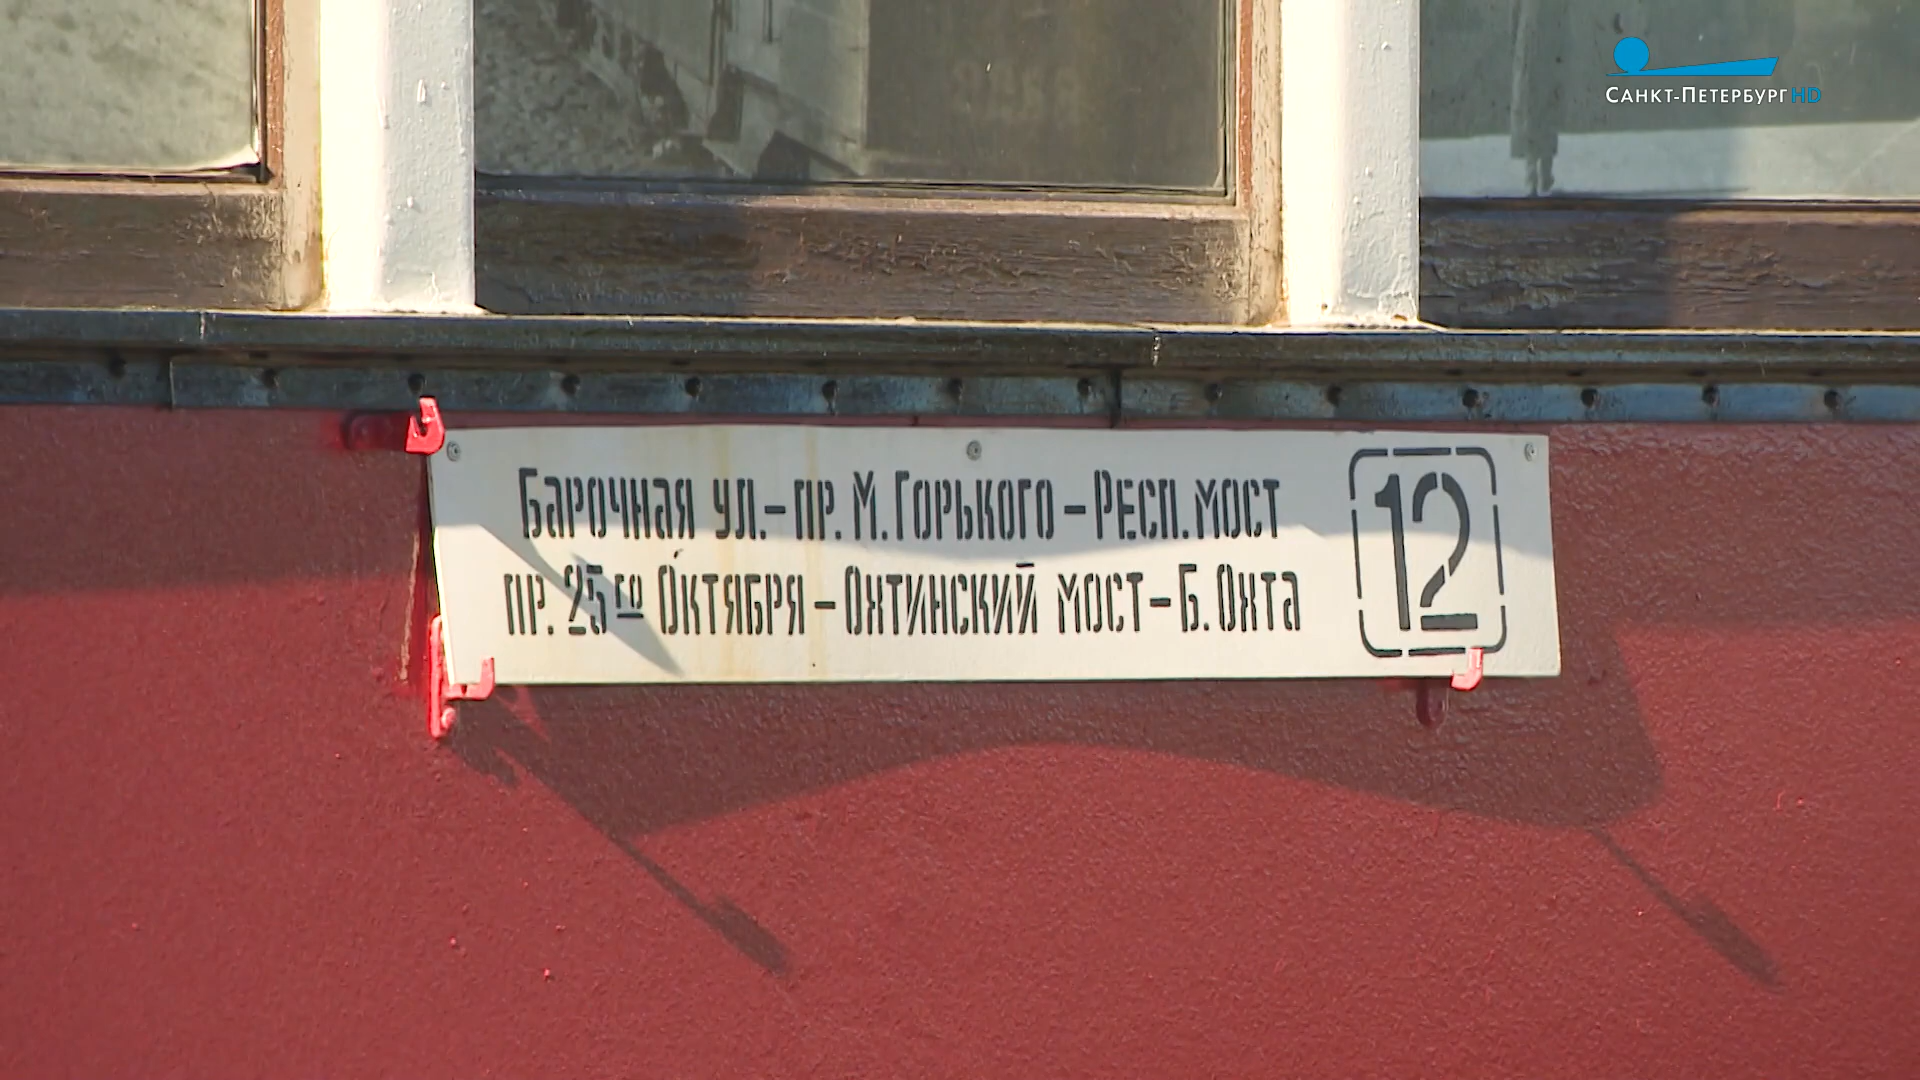 Санкт-Петербург HD
Барочная ул.–пр. М. Горького–Респ. мост
пр. 25го Октября–Охтинский мост–Б. Охта
12